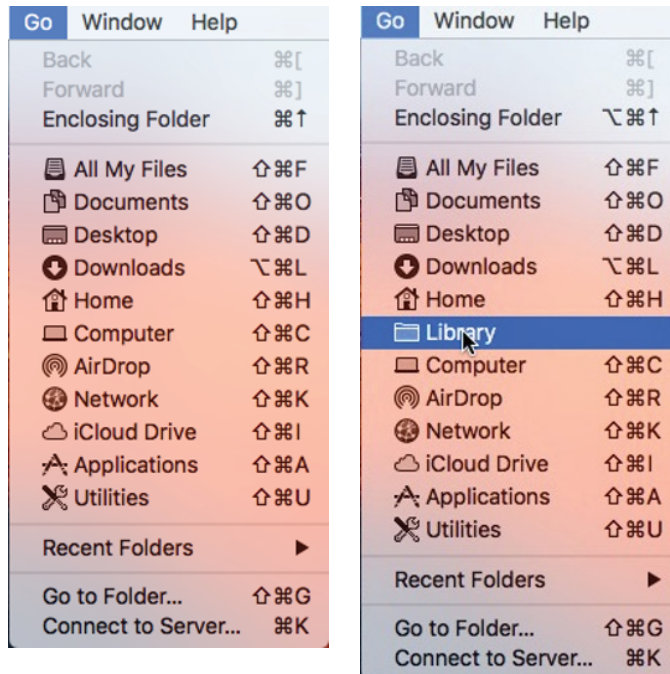 Go Window Help
Back ⌘[
Forward ⌘]
Enclosing Folder ⌘↑
All My Files ⇧⌘F
Documents ⇧⌘O
Desktop ⇧⌘D
Downloads ⌥⌘L
Home ⇧⌘H
Computer ⇧⌘C
AirDrop ⇧⌘R
Network ⇧⌘K
iCloud Drive ⇧⌘I
Applications ⇧⌘A
Utilities ⇧⌘U
Recent Folders ▶
Go to Folder... ⇧⌘G
Connect to Server... ⌘K
Go Window Help
Back ⌘[
Forward ⌘]
Enclosing Folder ⌥⌘↑
All My Files ⇧⌘F
Documents ⇧⌘O
Desktop ⇧⌘D
Downloads ⌥⌘L
Home ⇧⌘H
Library
Computer ⇧⌘C
AirDrop ⇧⌘R
Network ⇧⌘K
iCloud Drive ⇧⌘I
Applications ⇧⌘A
Utilities ⇧⌘U
Recent Folders ▶
Go to Folder... ⇧⌘G
Connect to Server... ⌘K